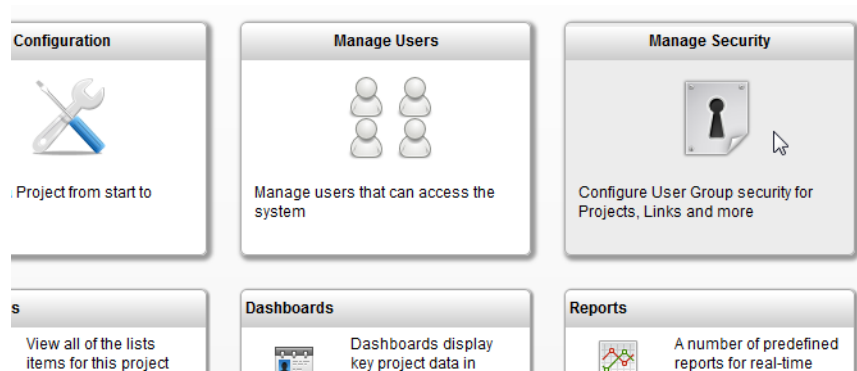 Configuration
Manage Users
Manage Security
Project from start to
Manage users that can access the
system
Configure User Group security for
Projects, Links and more
s
Dashboards
Reports
View all of the lists
items for this project
Dashboards display
key project data in
A number of predefined
reports for real-time